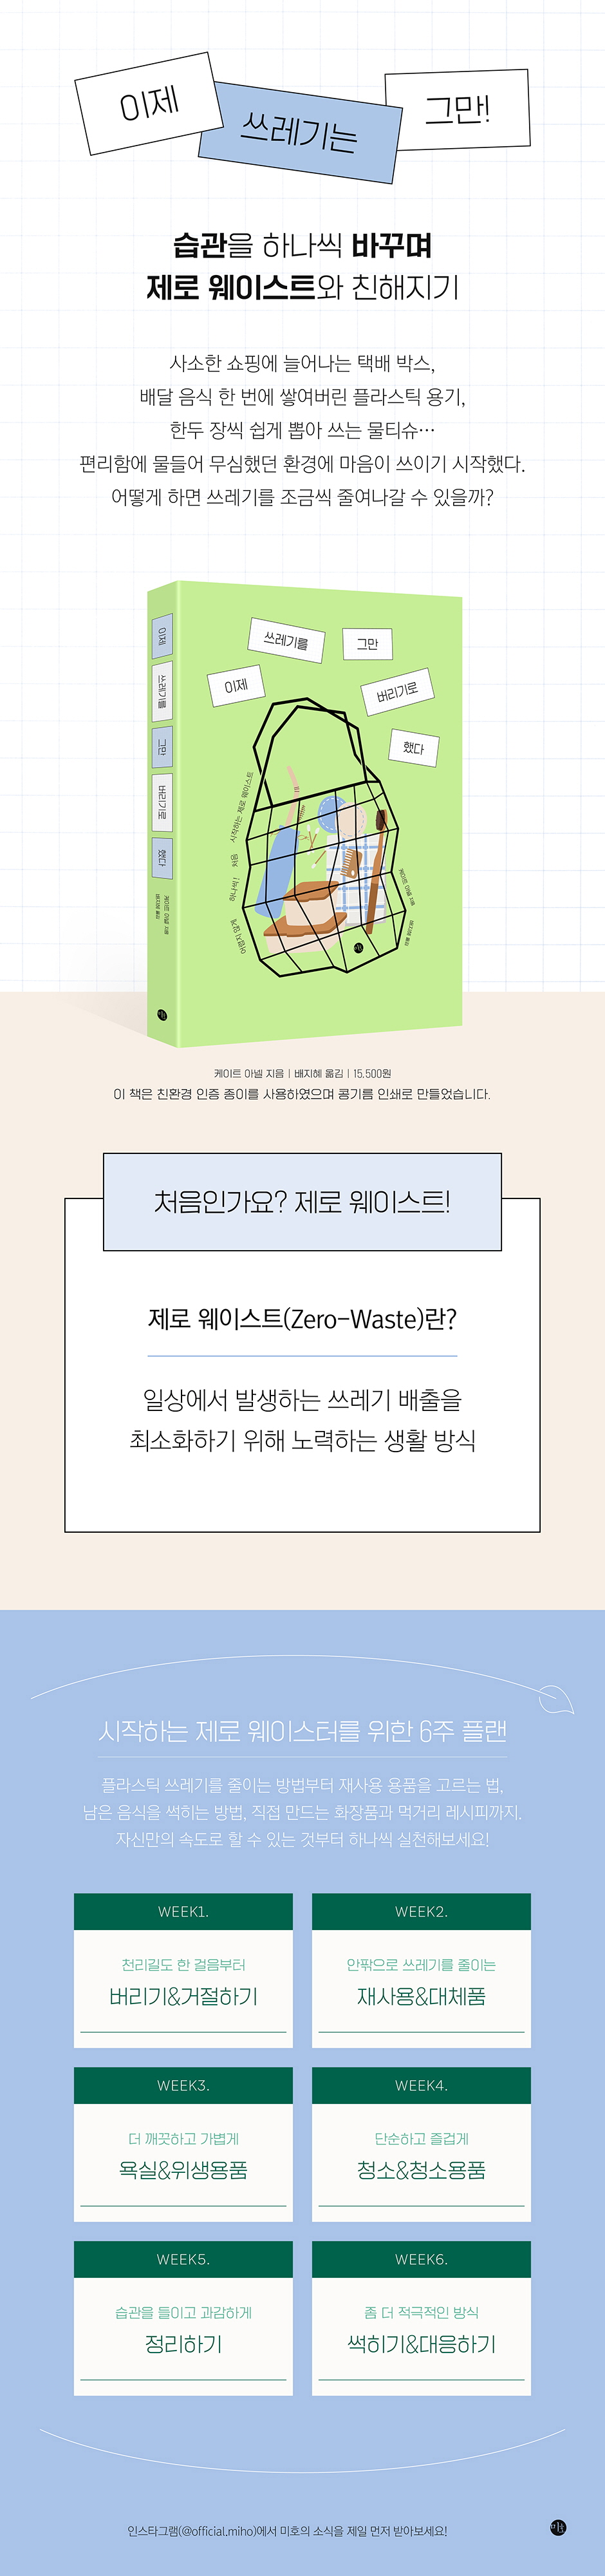 이제
쓰레기는
그만!
습관을 하나씩 바꾸며
제로 웨이스트와 친해지기
사소한 쇼핑에 늘어나는 택배 박스,
배달 음식 한 번에 쌓여버린 플라스틱 용기,
한두 장씩 쉽게 뽑아 쓰는 물티슈…
편리함에 물들어 무심했던 환경에 마음이 쓰이기 시작했다.
어떻게 하면 쓰레기를 조금씩 줄여나갈 수 있을까?
이제
쓰레기를
그만
버리기로
했다
케이트 아넬 지음
배지혜 옮김
이제
쓰레기를
그만
버리기로
했다
어렵지 않게 하나씩! 처음 시작하는 제로 웨이스트
케이트 아넬 지음
배지혜 옮김
케이트 아넬 지음 | 배지혜 옮김 | 15,500원
이 책은 친환경 인증 종이를 사용하였으며 콩기름 인쇄로 만들었습니다.
처음인가요? 제로 웨이스트!
제로 웨이스트(Zero-Waste)란?
일상에서 발생하는 쓰레기 배출을
최소화하기 위해 노력하는 생활 방식
시작하는 제로 웨이스터를 위한 6주 플랜
플라스틱 쓰레기를 줄이는 방법부터 재사용 용품을 고르는 법,
남은 음식을 썩히는 방법, 직접 만드는 화장품과 먹거리 레시피까지.
자신만의 속도로 할 수 있는 것부터 하나씩 실천해보세요!
WEEK1.
천리길도 한 걸음부터
버리기&거절하기
WEEK2.
안팎으로 쓰레기를 줄이는
재사용&대체품
WEEK3.
더 깨끗하고 가볍게
욕실&위생용품
WEEK4.
단순하고 즐겁게
청소&청소용품
WEEK5.
습관을 들이고 과감하게
정리하기
WEEK6.
좀 더 적극적인 방식
썩히기&대응하기
인스타그램(@official.miho)에서 미호의 소식을 제일 먼저 받아보세요!